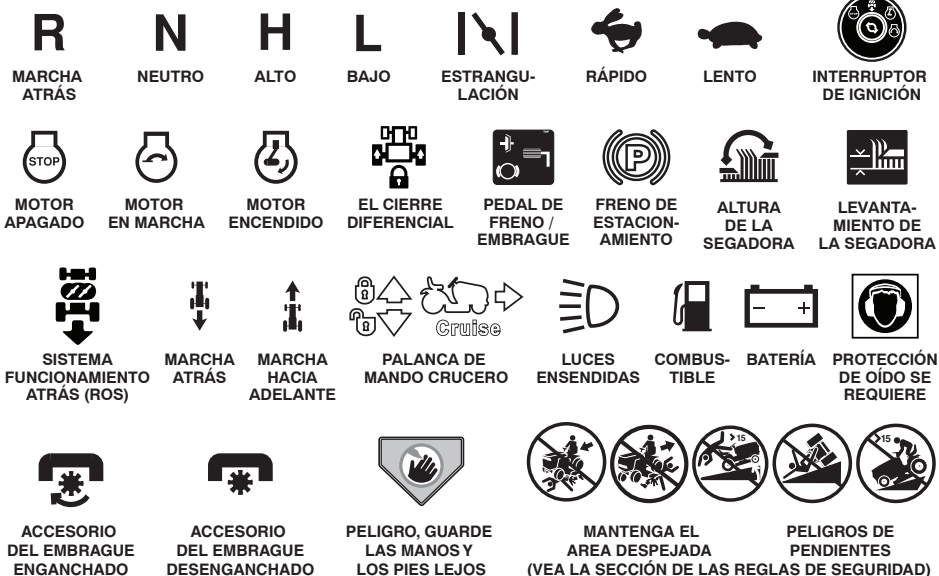 R N H L
MARCHA ATRÁS
NEUTRO
ALTO
BAJO
ESTRANGU-
LACIÓN
RÁPIDO
LENTO
INTERRUPTOR
DE IGNICIÓN
STOP
MOTOR
APAGADO
MOTOR
EN MARCHA
MOTOR
ENCENDIDO
EL CIERRE
DIFERENCIAL
PEDAL DE
FRENO /
EMBRAGUE
P
FRENO DE
ESTACION-
AMIENTO
ALTURA
DE LA
SEGADORA
LEVANTA-
MIENTO DE
LA SEGADORA
SISTEMA
FUNCIONAMIENTO
ATRÁS (ROS)
MARCHA
ATRÁS
MARCHA
HACIA
ADELANTE
Cruise
PALANCA DE
MANDO CRUCERO
LUCES
ENSENDIDAS
COMBUS-
TIBLE
- +
BATERÍA
PROTECCIÓN
DE OÍDO SE
REQUIERE
ACCESORIO
DEL EMBRAGUE
ENGANCHADO
ACCESORIO
DEL EMBRAGUE
DESENGANCHADO
PELIGRO, GUARDE
LAS MANOS Y
LOS PIES LEJOS
>15
>15
MANTENGA EL
AREA DESPEJADA
PELIGROS DE
PENDIENTES
(VEA LA SECCIÓN DE LAS REGLAS DE SEGURIDAD)